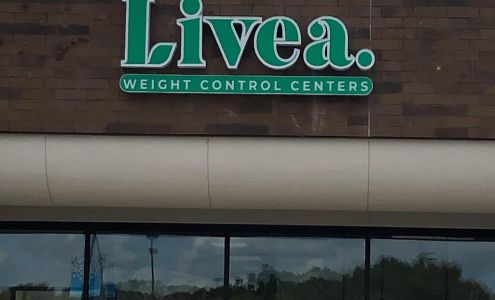 Livea.
WEIGHT CONTROL CENTERS